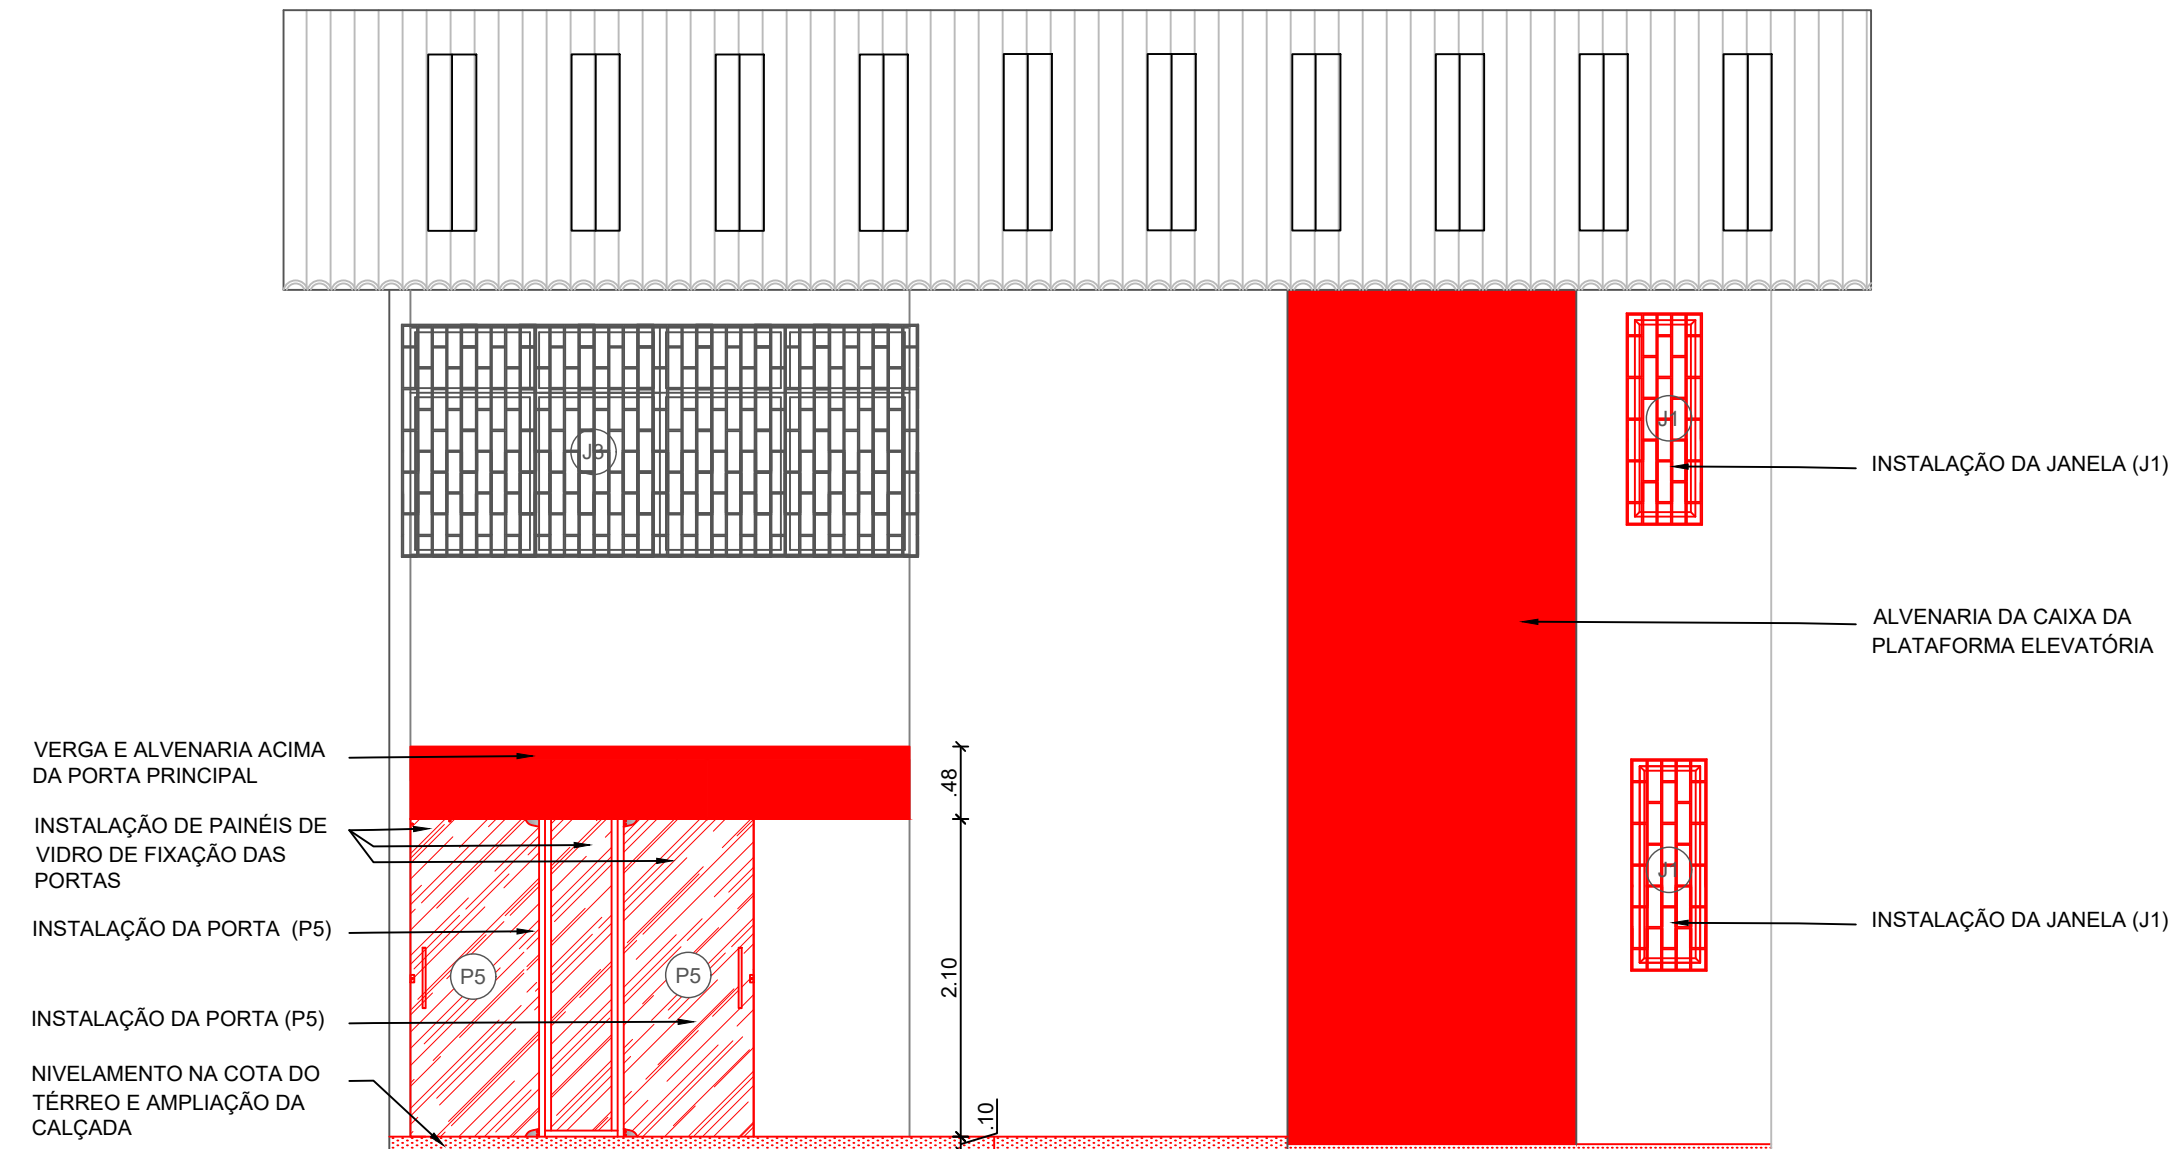 J3
J1
INSTALAÇÃO DA JANELA (J1)
ALVENARIA DA CAIXA DA
PLATAFORMA ELEVATÓRIA
VERGA E ALVENARIA ACIMA
DA PORTA PRINCIPAL
.48
INSTALAÇÃO DE PAINÉIS DE
VIDRO DE FIXAÇÃO DAS
PORTAS
J1
INSTALAÇÃO DA PORTA (P5)
INSTALAÇÃO DA JANELA (J1)
P5
P5
2.10
INSTALAÇÃO DA PORTA (P5)
NIVELAMENTO NA COTA DO
TÉRREO E AMPLIAÇÃO DA
CALÇADA
.10